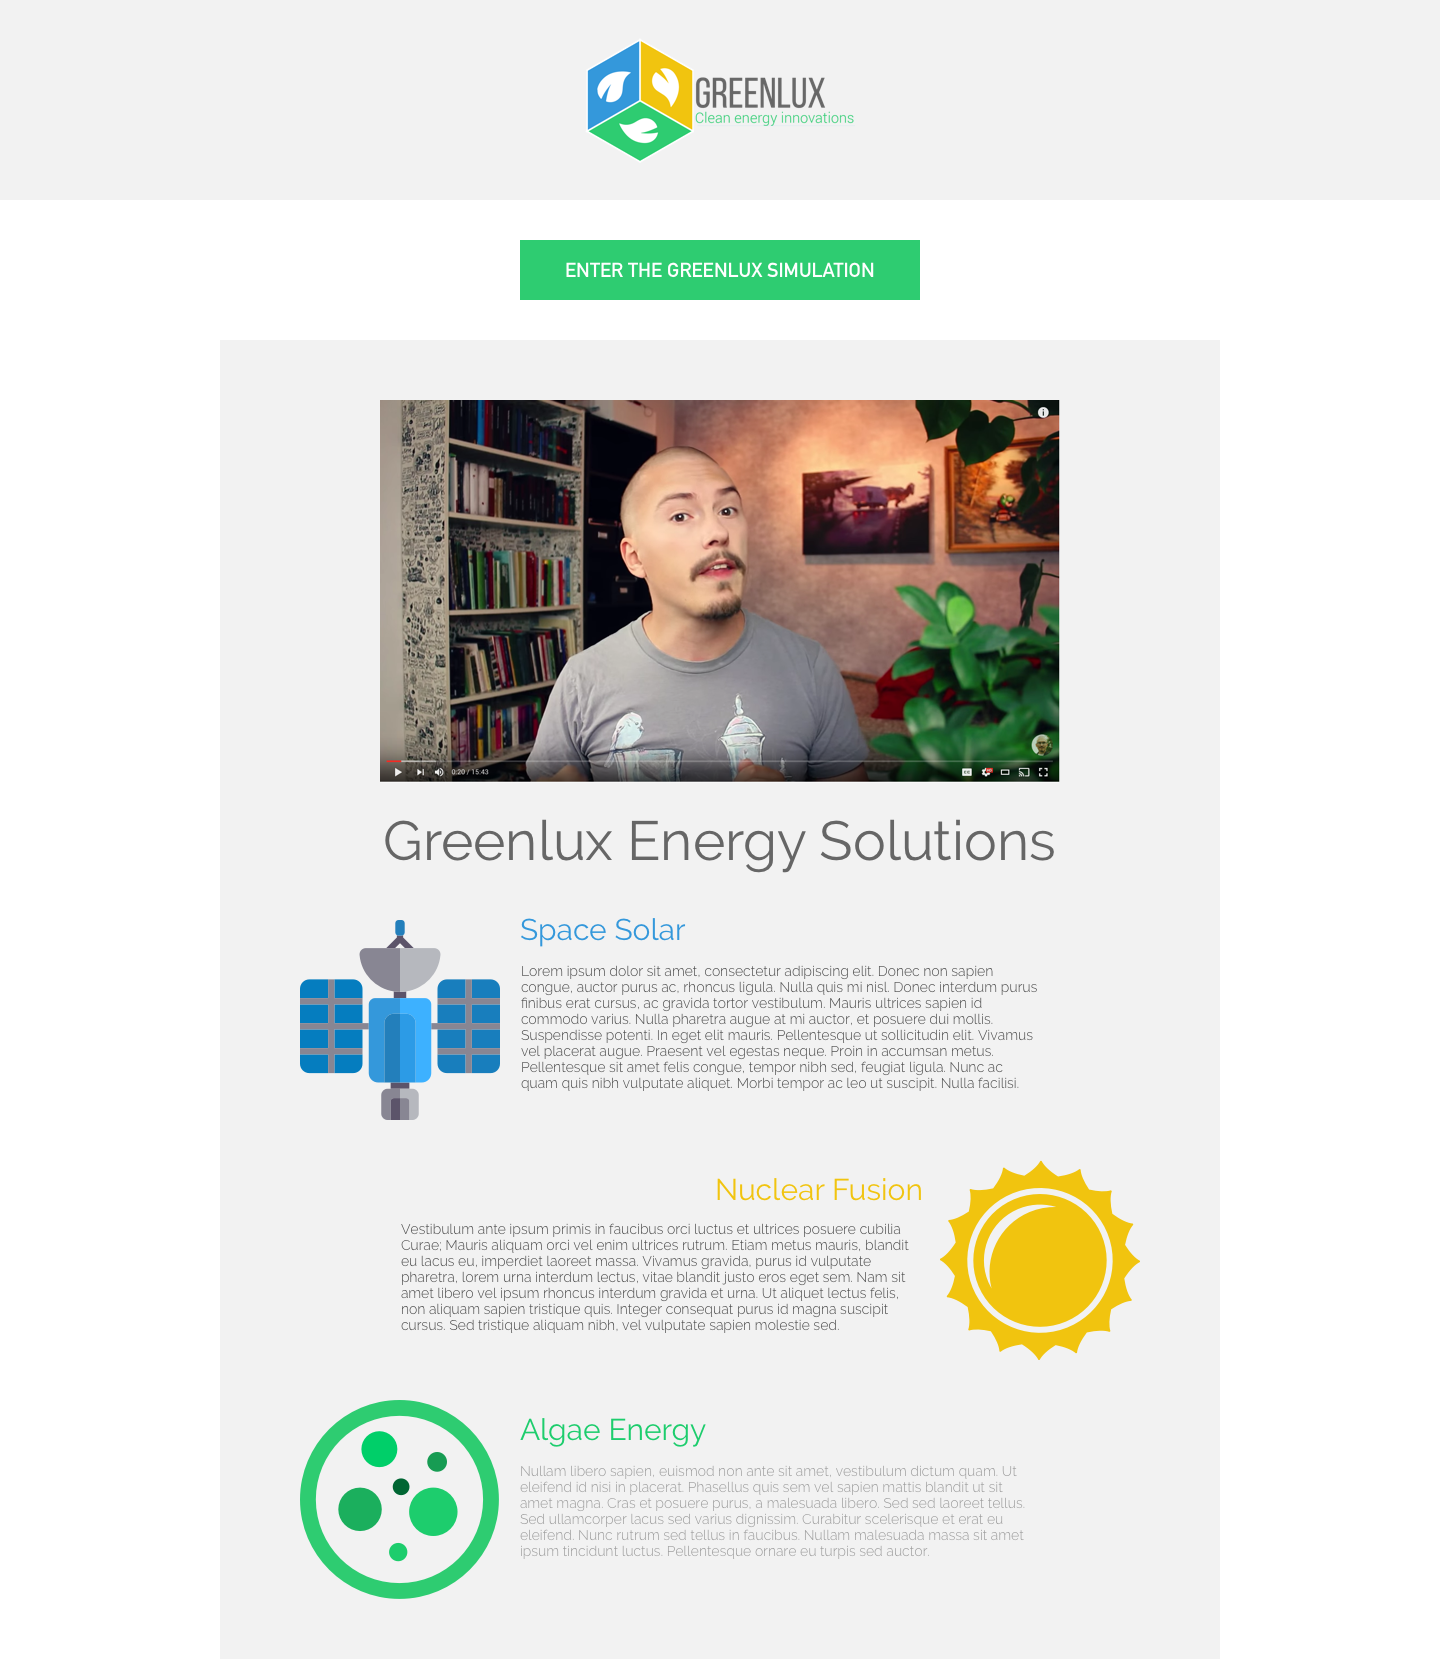 GREENLUX
Clean energy innovations
ENTER THE GREENLUX SIMULATION
0:20 / 15:43
Greenlux Energy Solutions
Space Solar
Lorem ipsum dolor sit amet, consectetur adipiscing elit. Donec non sapien
congue, auctor purus ac, rhoncus ligula. Nulla quis mi nisl. Donec interdum purus
finibus erat cursus, ac gravida tortor vestibulum. Mauris ultrices sapien id
commodo varius. Nulla pharetra augue at mi auctor, et posuere dui mollis.
Suspendisse potenti. In eget elit mauris. Pellentesque ut sollicitudin elit. Vivamus
vel placerat augue. Praesent vel egestas neque. Proin in accumsan metus.
Pellentesque sit amet felis congue, tempor nibh sed, feugiat ligula. Nunc ac
quam quis nibh vulputate aliquet. Morbi tempor ac leo ut suscipit. Nulla facilisi.
Nuclear Fusion
Vestibulum ante ipsum primis in faucibus orci luctus et ultrices posuere cubilia
Curae; Mauris aliquam orci vel enim ultrices rutrum. Etiam metus mauris, blandit
eu lacus eu, imperdiet laoreet massa. Vivamus gravida, purus id vulputate
pharetra, lorem urna interdum lectus, vitae blandit justo eros eget sem. Nam sit
amet libero vel ipsum rhoncus interdum gravida et urna. Ut aliquet lectus felis,
non aliquam sapien tristique quis. Integer consequat purus id magna suscipit
cursus. Sed tristique aliquam nibh, vel vulputate sapien molestie sed.
Algae Energy
Nullam libero sapien, euismod non ante sit amet, vestibulum dictum quam. Ut
eleifend id nisi in placerat. Phasellus quis sem vel sapien mattis blandit ut sit
amet magna. Cras et posuere purus, a malesuada libero. Sed sed laoreet tellus.
Sed ullamcorper lacus sed varius dignissim. Curabitur scelerisque et erat eu
eleifend. Nunc rutrum sed tellus in faucibus. Nullam malesuada massa sit amet
ipsum tincidunt luctus. Pellentesque ornare eu turpis sed auctor.